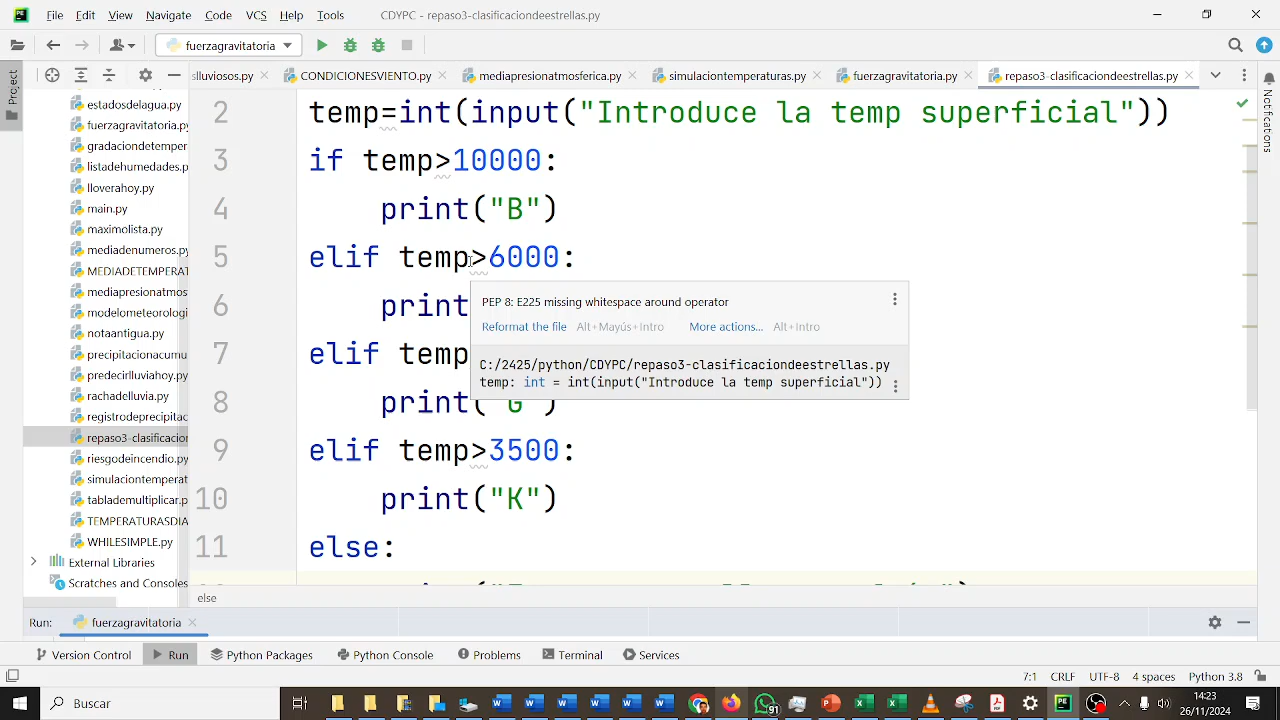 File Edit View Navigate Code VCS Help Tools CDYPC - repaso3-clasificaciondeestrellas.py
fuerzagravitatoria
slluviosos.py CONDICIONESVIENTO.py mediapresionatmosferica.py simulaciontemperaturas.py fuerzagravitatoria.py repaso3-clasificaciondeestrellas.py
Project
Notifications
estadosdelagua.py
fuerzagravitatoria.py
gradaciondetemper
listadehumedades.p
lloverahoy.py
main.py
maximolista.py
mediadenumeros.py
MEDIADETEMPERAT
mediapresionatmos
modelometeorologi
notaantigua.py
precipitacionacumu
predecirlluviahoy.py
rachadelluvia.py
registrodeprecipitac
repaso3-clasificacion
riesgodeincendio.py
simulaciontemperat
tablademultiplicar.p
TEMPERATURASDIA
WHILESIMPLE.py
External Libraries
Scratches and Consoles
2 temp=int(input("Introduce la temp superficial"))
3 if temp>10000:
4 print("B")
5 elif temp>6000:
6 print
7 elif temp
8 print("G")
9 elif temp>3500:
10 print("K")
11 else:
PEP 8: E225 missing whitespace around operator
Reformat the file Alt+Mayús+Intro More actions... Alt+Intro
C:/2425/python/CDYPC/repaso3-clasificaciondeestrellas.py
temp: int = int(input("Introduce la temp superficial"))
else
Run: fuerzagravitatoria
Version Control Run Python Packages Python Console Problems Terminal Services
7:1 CRLF UTF-8 4 spaces Python 3.8
Buscar
91
14:23
26/11/2024